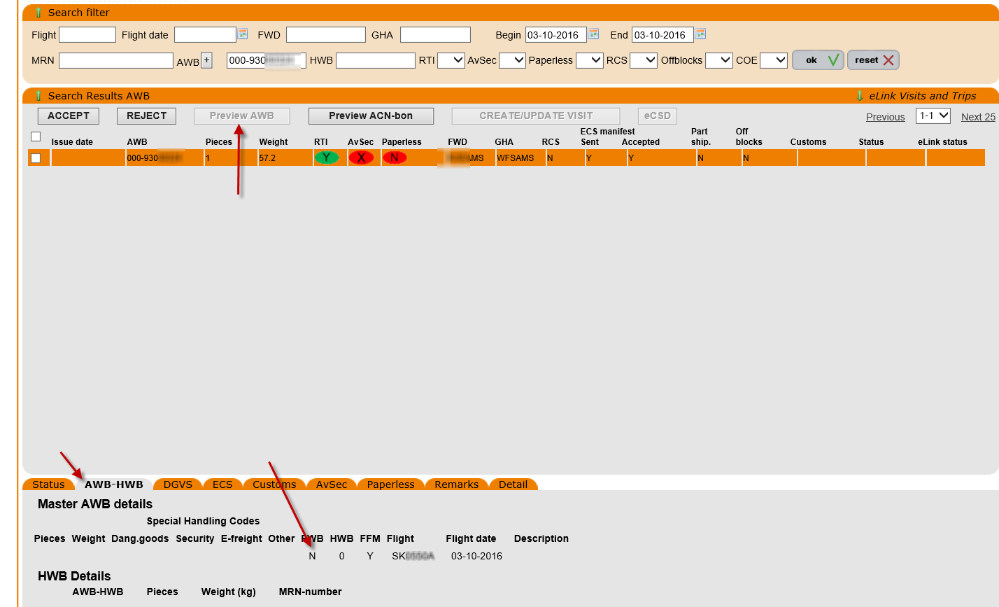 Search filter
Flight Flight date FWD GHA Begin 03-10-2016 End 03-10-2016
MRN AWB + 000-930 HWB RTI AvSec Paperless RCS Offblocks COE ok reset
Search Results AWB eLink Visits and Trips
ACCEPT REJECT Preview AWB Preview ACN-bon CREATE/UPDATE VISIT eCSD Previous 1-1 Next 25
ECS manifest Part Off
Issue date AWB Pieces Weight RTI AvSec Paperless FWD GHA RCS Sent Accepted ship. blocks Customs Status eLink status
000-930 1 57.2 Y X N MS WFSAMS N Y Y N N
Status AWB-HWB DGVS ECS Customs AvSec Paperless Remarks Detail
Master AWB details
Special Handling Codes
Pieces Weight Dang.goods Security E-freight Other FWB HWB FFM Flight Flight date Description
N 0 Y SK 03-10-2016
HWB Details
AWB-HWB Pieces Weight (kg) MRN-number